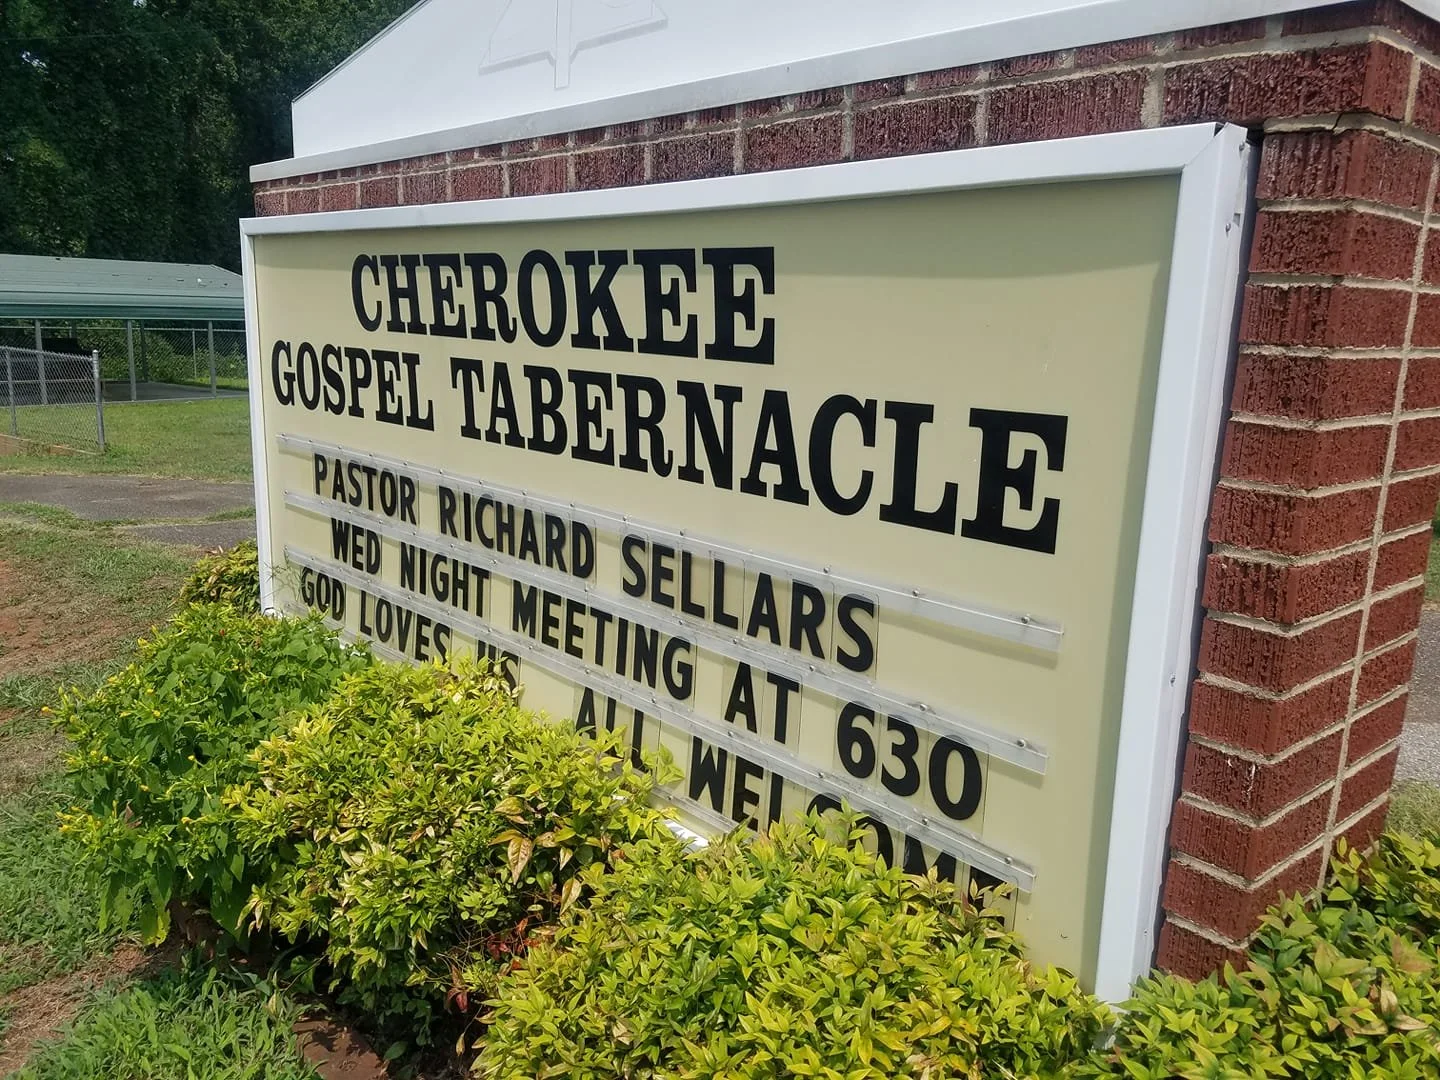 CHEROKEE
GOSPEL TABERNACLE
PASTOR RICHARD SELLARS
WED NIGHT MEETING AT 630
GOD LOVES US ALL WELCOME